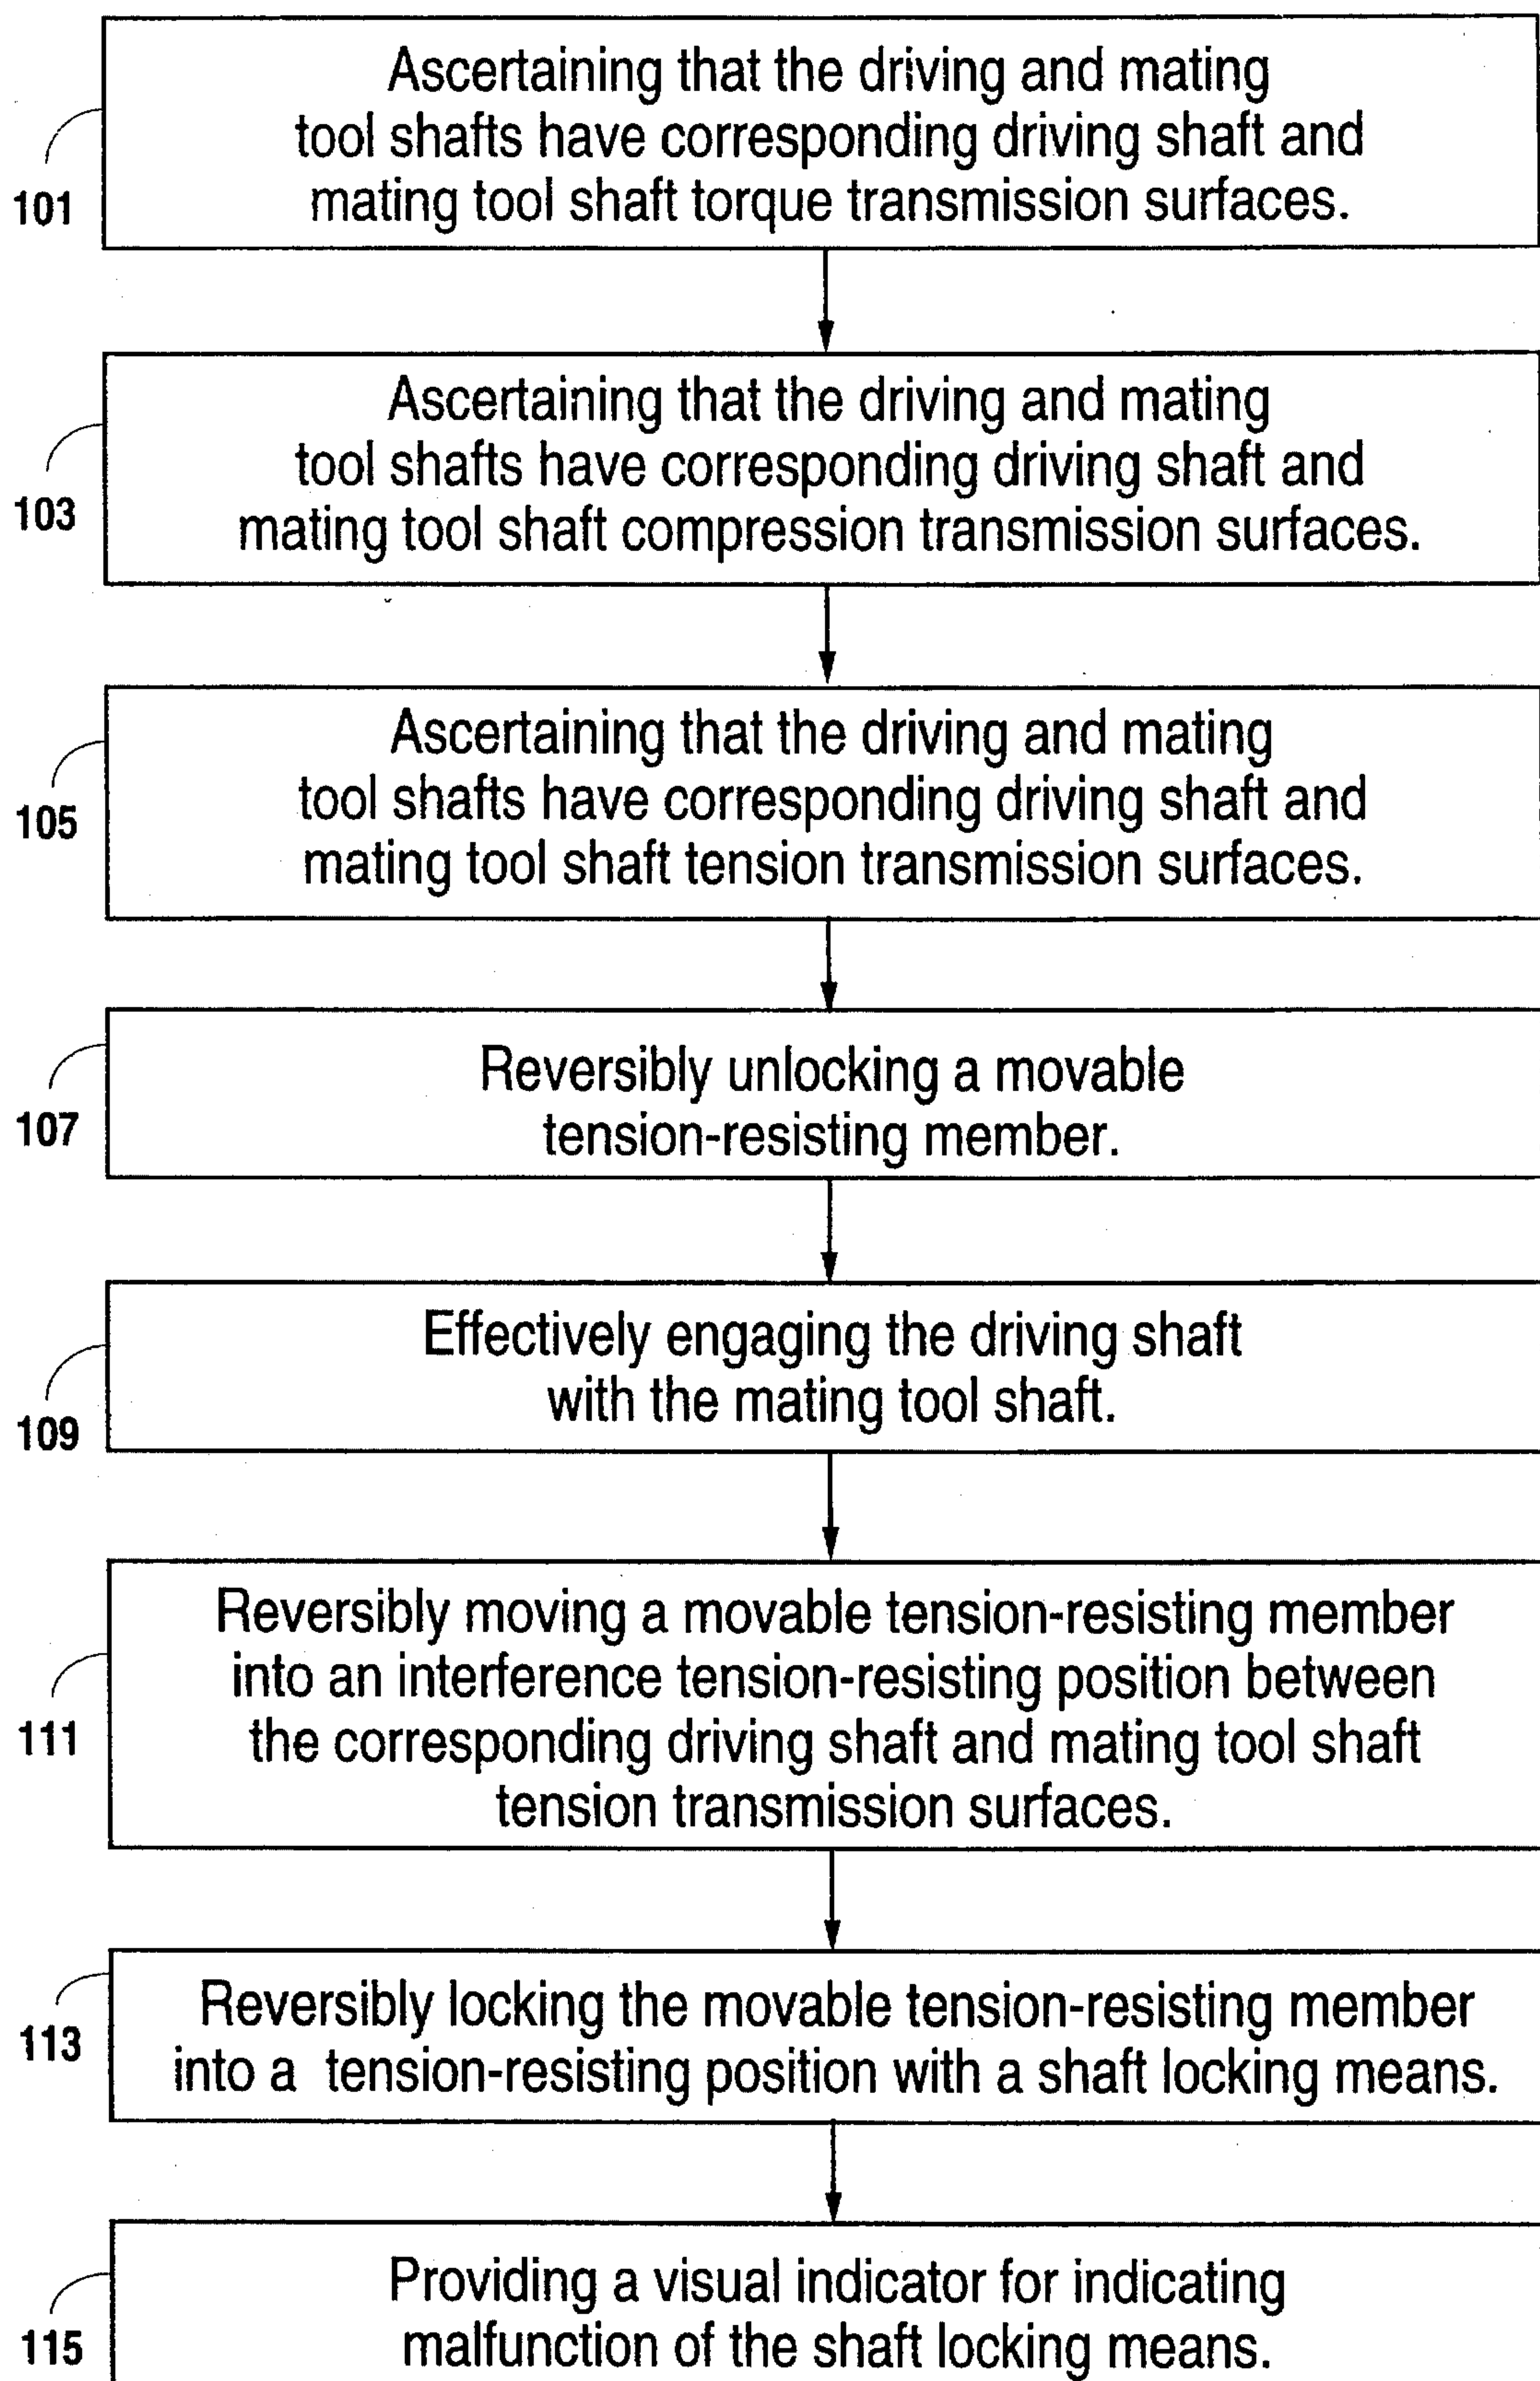 Ascertaining that the driving and mating
tool shafts have corresponding driving shaft and
mating tool shaft torque transmission surfaces.
101
Ascertaining that the driving and mating
tool shafts have corresponding driving shaft and
mating tool shaft compression transmission surfaces.
103
Ascertaining that the driving and mating
tool shafts have corresponding driving shaft and
mating tool shaft tension transmission surfaces.
105
Reversibly unlocking a movable
tension-resisting member.
107
Effectively engaging the driving shaft
with the mating tool shaft.
109
Reversibly moving a movable tension-resisting member
into an interference tension-resisting position between
the corresponding driving shaft and mating tool shaft
tension transmission surfaces.
111
Reversibly locking the movable tension-resisting member
into a tension-resisting position with a shaft locking means.
113
Providing a visual indicator for indicating
malfunction of the shaft locking means.
115